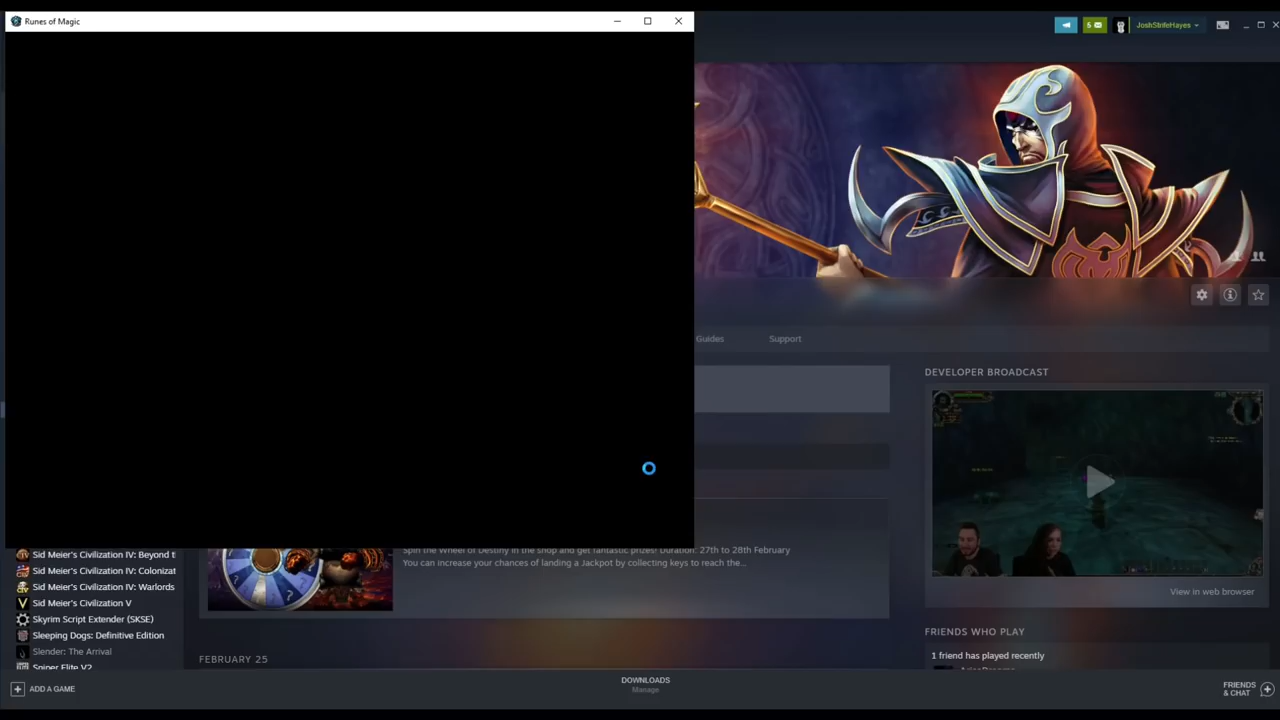 Runes of Magic
5
JoshStrifeHayes
Guides
Support
DEVELOPER BROADCAST
View in web browser
FRIENDS WHO PLAY
1 friend has played recently
Spin the Wheel of Destiny in the shop and get fantastic prizes! Duration: 27th to 28th February
You can increase your chances of landing a Jackpot by collecting keys to reach the...
FEBRUARY 25
Sid Meier's Civilization IV: Beyond t
Sid Meier's Civilization IV: Colonizat
Sid Meier's Civilization IV: Warlords
Sid Meier's Civilization V
Skyrim Script Extender (SKSE)
Sleeping Dogs: Definitive Edition
Slender: The Arrival
Sniper Elite V2
ADD A GAME
DOWNLOADS
Manage
FRIENDS
& CHAT